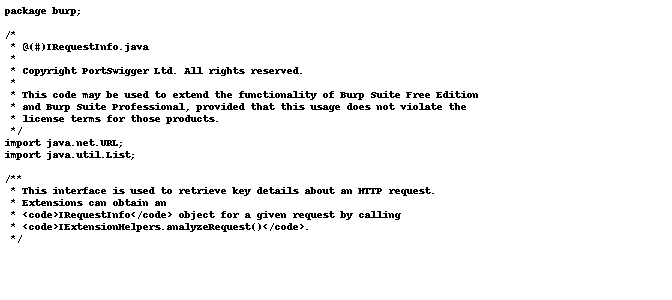 package burp;

/*
 * @(#)IRequestInfo.java
 *
 * Copyright PortSwigger Ltd. All rights reserved.
 *
 * This code may be used to extend the functionality of Burp Suite Free Edition
 * and Burp Suite Professional, provided that this usage does not violate the
 * license terms for those products.
 */
import java.net.URL;
import java.util.List;

/**
 * This interface is used to retrieve key details about an HTTP request.
 * Extensions can obtain an
 * <code>IRequestInfo</code> object for a given request by calling
 * <code>IExtensionHelpers.analyzeRequest()</code>.
 */